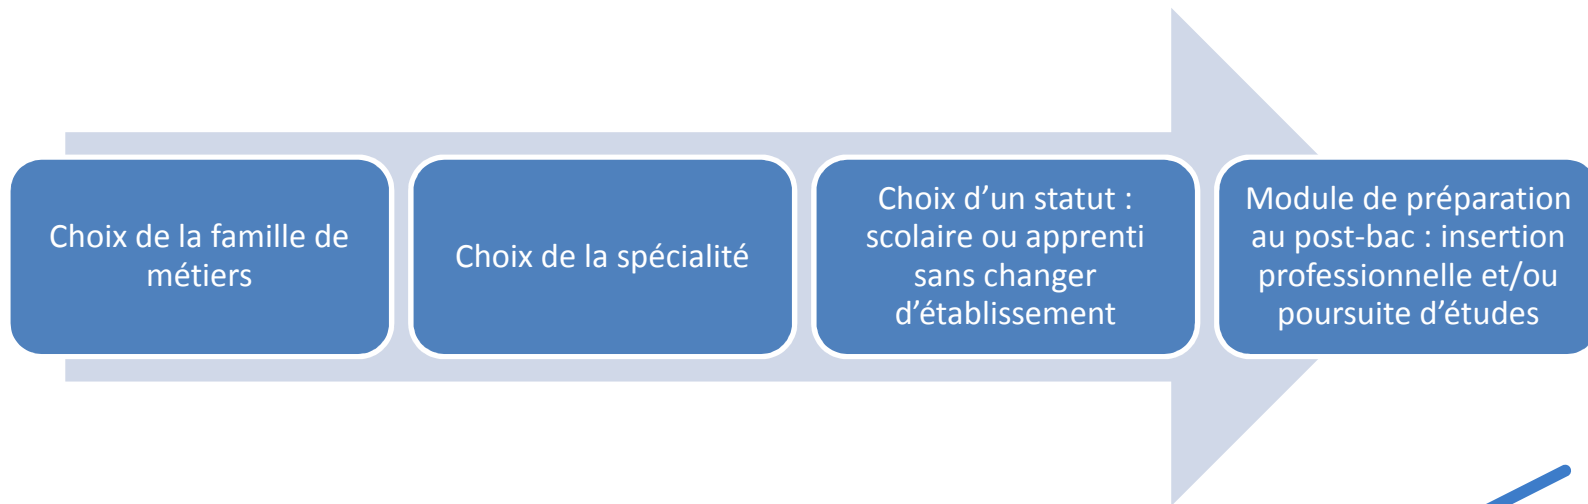 Choix de la famille de
métiers
Choix de la spécialité
Choix d’un statut :
scolaire ou apprenti
sans changer
d’établissement
Module de préparation
au post-bac : insertion
professionnelle et/ou
poursuite d’études